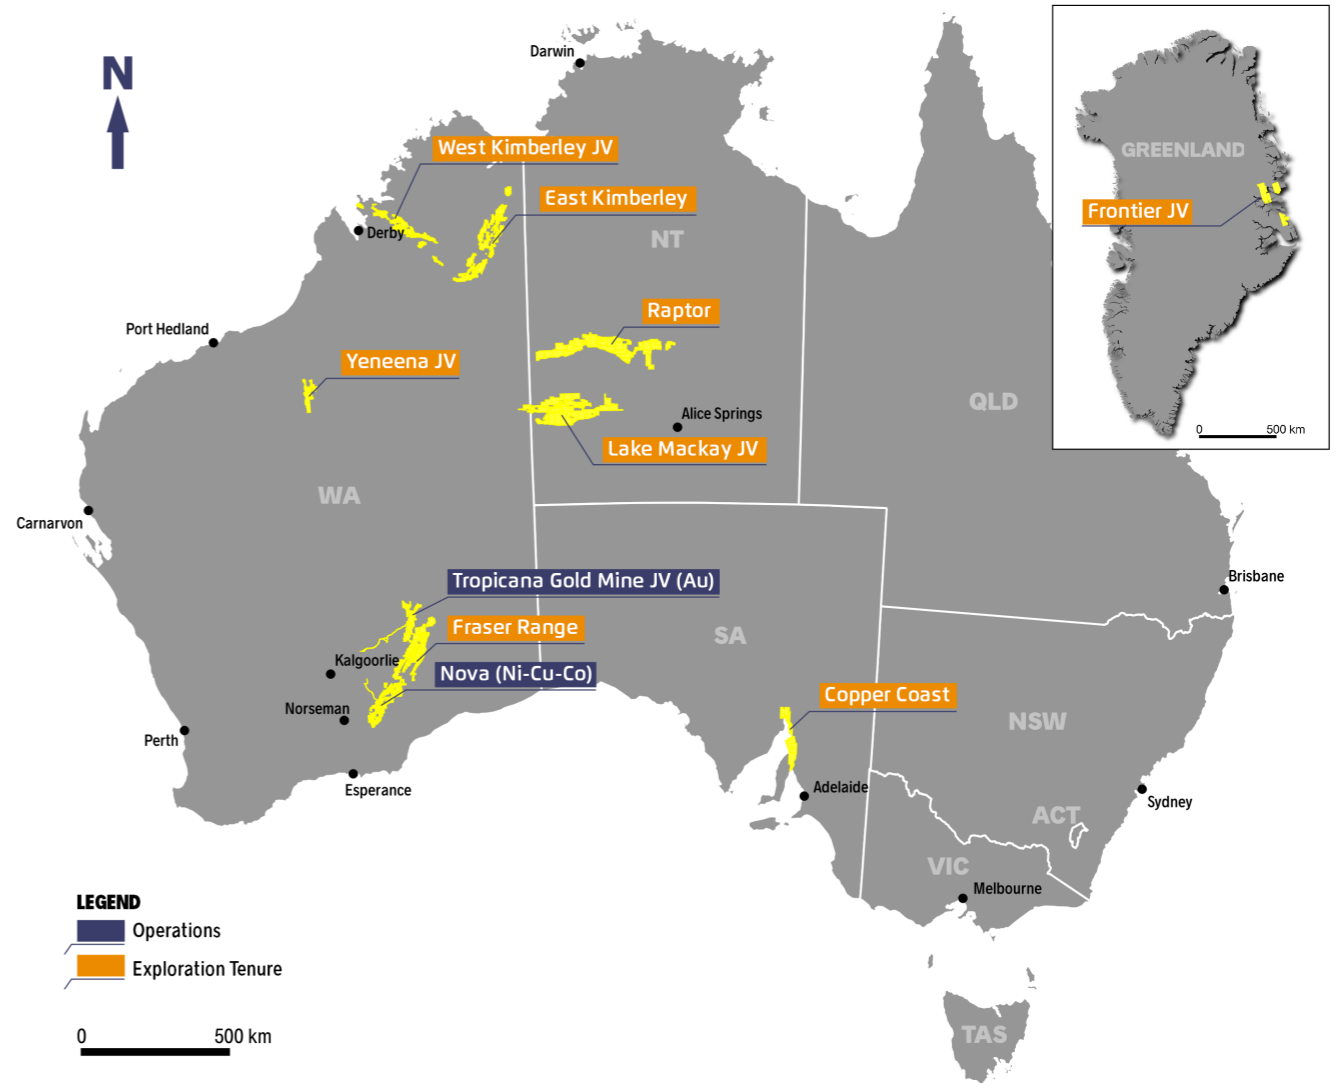 N
Darwin
West Kimberley JV
East Kimberley
Derby
NT
GREENLAND
Frontier JV
0 500 km
Raptor
Port Hedland
Yeneena JV
Alice Springs
Lake Mackay JV
QLD
WA
Carnarvon
Tropicana Gold Mine JV (Au)
Fraser Range
Kalgoorlie
Nova (Ni-Cu-Co)
Norseman
Perth
Esperance
SA
Brisbane
Copper Coast
NSW
Adelaide
Sydney
ACT
VIC
Melbourne
TAS
LEGEND
Operations
Exploration Tenure
0 500 km